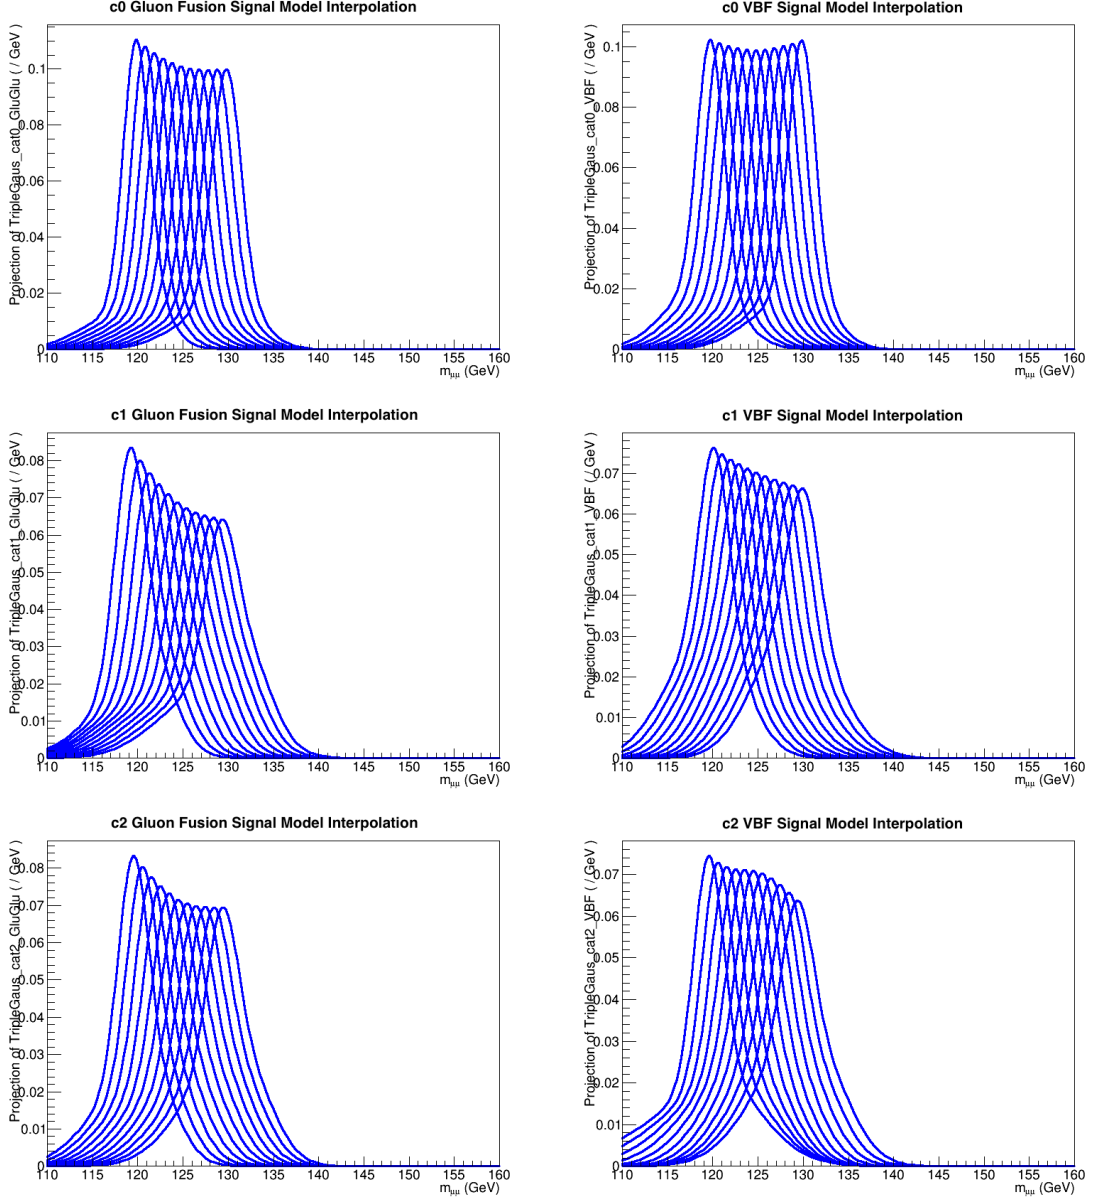 c0 Gluon Fusion Signal Model Interpolation
Projection of TripleGaus_cat0_GluGlu ( / GeV )
0.1
0.08
0.06
0.04
0.02
0
110 115 120 125 130 135 140 145 150 155 160
mμμ (GeV)
c0 VBF Signal Model Interpolation
Projection of TripleGaus_cat0_VBF ( / GeV )
0.1
0.08
0.06
0.04
0.02
0
110 115 120 125 130 135 140 145 150 155 160
mμμ (GeV)
c1 Gluon Fusion Signal Model Interpolation
Projection of TripleGaus_cat1_GluGlu ( / GeV )
0.08
0.07
0.06
0.05
0.04
0.03
0.02
0.01
0
110 115 120 125 130 135 140 145 150 155 160
mμμ (GeV)
c1 VBF Signal Model Interpolation
Projection of TripleGaus_cat1_VBF ( / GeV )
0.07
0.06
0.05
0.04
0.03
0.02
0.01
0
110 115 120 125 130 135 140 145 150 155 160
mμμ (GeV)
c2 Gluon Fusion Signal Model Interpolation
Projection of TripleGaus_cat2_GluGlu ( / GeV )
0.08
0.07
0.06
0.05
0.04
0.03
0.02
0.01
0
110 115 120 125 130 135 140 145 150 155 160
mμμ (GeV)
c2 VBF Signal Model Interpolation
Projection of TripleGaus_cat2_VBF ( / GeV )
0.07
0.06
0.05
0.04
0.03
0.02
0.01
0
110 115 120 125 130 135 140 145 150 155 160
mμμ (GeV)